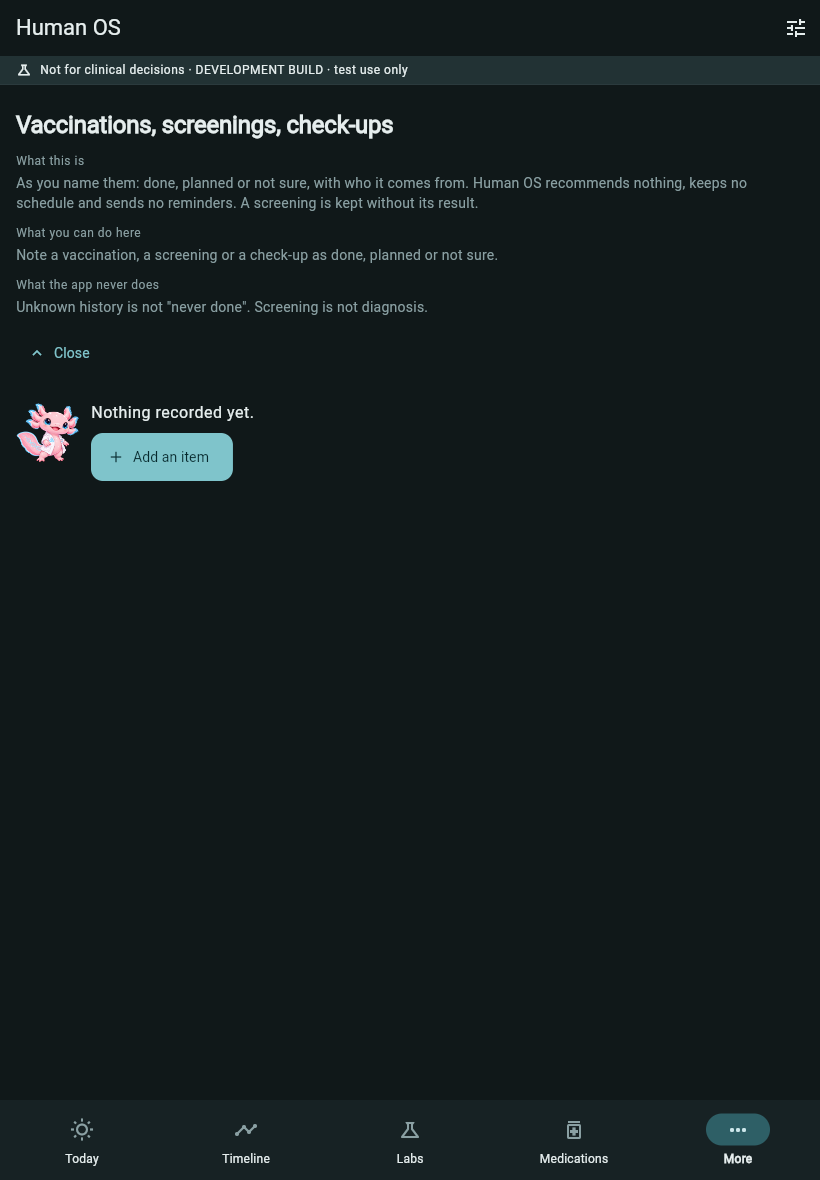 Human OS
Not for clinical decisions · DEVELOPMENT BUILD · test use only
Vaccinations, screenings, check-ups
What this is
As you name them: done, planned or not sure, with who it comes from. Human OS recommends nothing, keeps no
schedule and sends no reminders. A screening is kept without its result.
What you can do here
Note a vaccination, a screening or a check-up as done, planned or not sure.
What the app never does
Unknown history is not "never done". Screening is not diagnosis.
Close
Nothing recorded yet.
Add an item
Today
Timeline
Labs
Medications
More